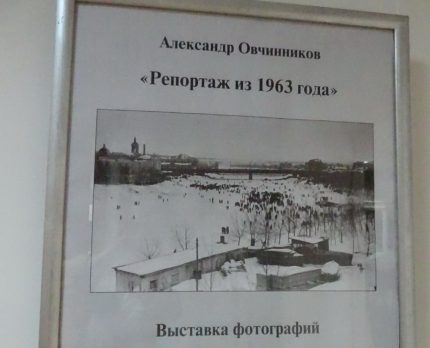 Александр Овчинников
«Репортаж из 1963 года»
Выставка фотографий